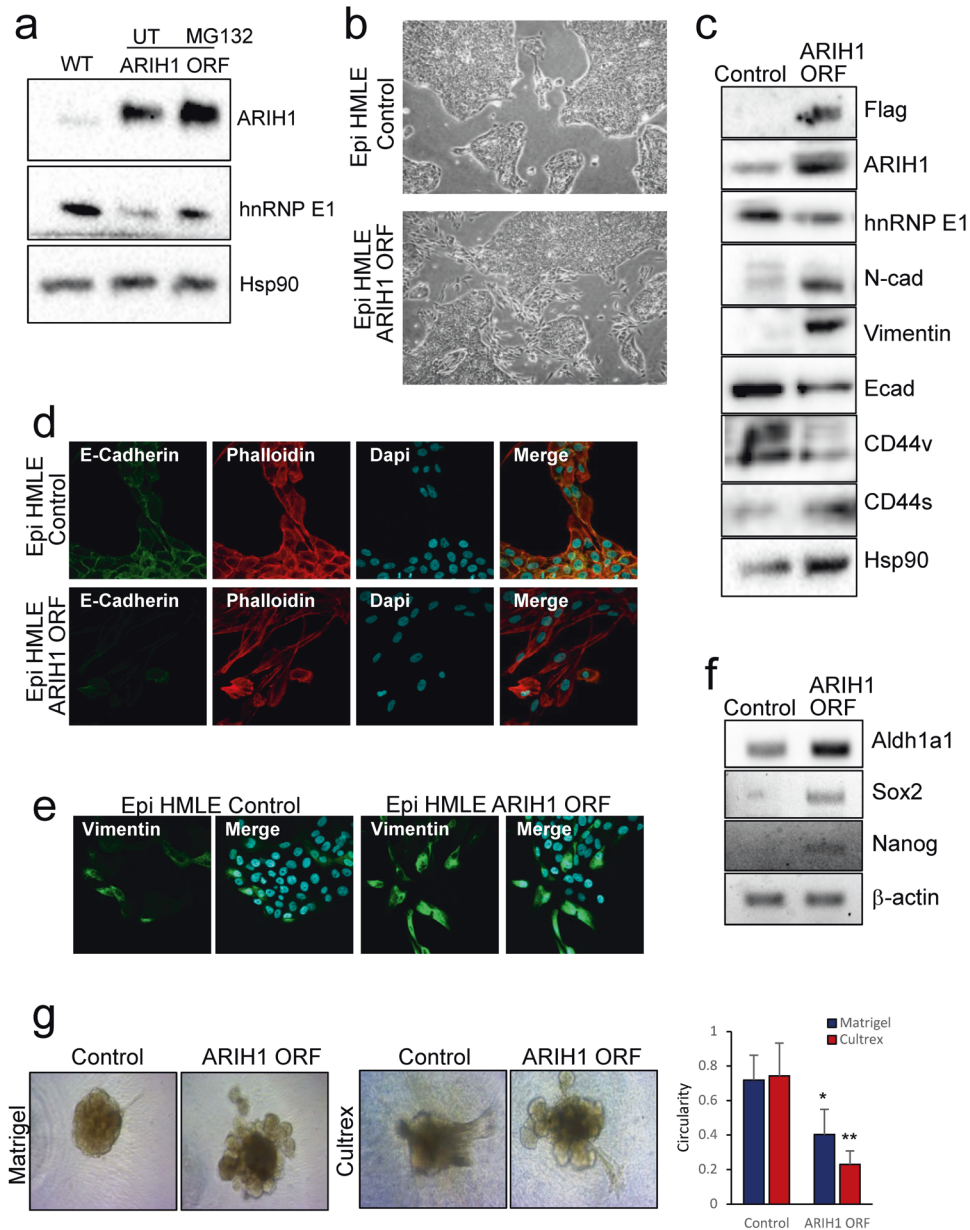 a
UT
MG132
WT
ARIH1
ORF
ARIH1
hnRNP E1
Hsp90
b
Epi HMLE
Control
Epi HMLE
ARIH1 ORF
c
Control
ARIH1
ORF
Flag
ARIH1
hnRNP E1
N-cad
Vimentin
Ecad
CD44v
CD44s
Hsp90
d
Epi HMLE
Control
E-Cadherin
Phalloidin
Dapi
Merge
Epi HMLE
ARIH1 ORF
E-Cadherin
Phalloidin
Dapi
Merge
e
Epi HMLE Control
Epi HMLE ARIH1 ORF
Vimentin
Merge
Vimentin
Merge
f
Control
ARIH1
ORF
Aldh1a1
Sox2
Nanog
β-actin
g
Matrigel
Control
ARIH1 ORF
Cultrex
Control
ARIH1 ORF
Circularity
1
0.8
0.6
0.4
0.2
0
Matrigel
Cultrex
*
**
Control
ARIH1 ORF